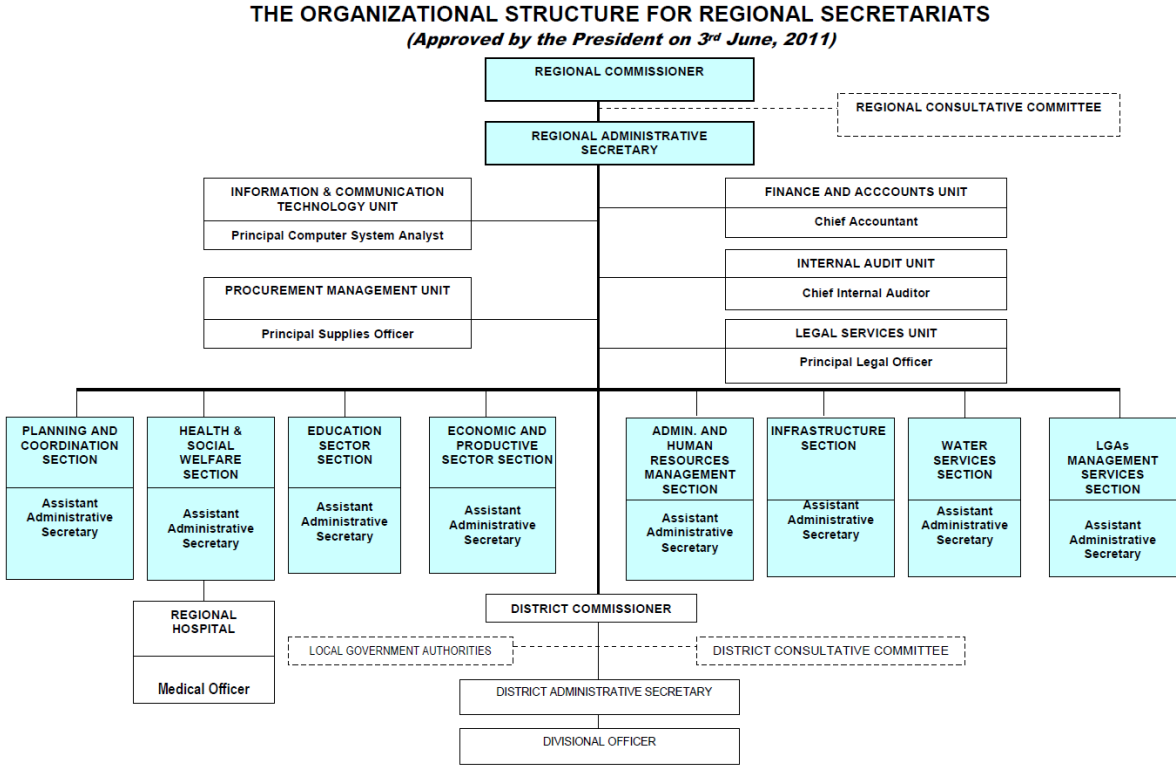 THE ORGANIZATIONAL STRUCTURE FOR REGIONAL SECRETARIATS
(Approved by the President on 3rd June, 2011)
REGIONAL COMMISSIONER
REGIONAL CONSULTATIVE COMMITTEE
REGIONAL ADMINISTRATIVE
SECRETARY
INFORMATION & COMMUNICATION
TECHNOLOGY UNIT
Principal Computer System Analyst
FINANCE AND ACCCOUNTS UNIT
Chief Accountant
PROCUREMENT MANAGEMENT UNIT
Principal Supplies Officer
INTERNAL AUDIT UNIT
Chief Internal Auditor
LEGAL SERVICES UNIT
Principal Legal Officer
PLANNING AND
COORDINATION
SECTION
Assistant
Administrative
Secretary
HEALTH &
SOCIAL
WELFARE
SECTION
Assistant
Administrative
Secretary
EDUCATION
SECTOR
SECTION
Assistant
Administrative
Secretary
ECONOMIC AND
PRODUCTIVE
SECTOR SECTION
Assistant
Administrative
Secretary
ADMIN. AND
HUMAN
RESOURCES
MANAGEMENT
SECTION
Assistant
Administrative
Secretary
INFRASTRUCTURE
SECTION
Assistant
Administrative
Secretary
WATER
SERVICES
SECTION
Assistant
Administrative
Secretary
LGAs
MANAGEMENT
SERVICES
SECTION
Assistant
Administrative
Secretary
REGIONAL
HOSPITAL
Medical Officer
DISTRICT COMMISSIONER
LOCAL GOVERNMENT AUTHORITIES
DISTRICT CONSULTATIVE COMMITTEE
DISTRICT ADMINISTRATIVE SECRETARY
DIVISIONAL OFFICER